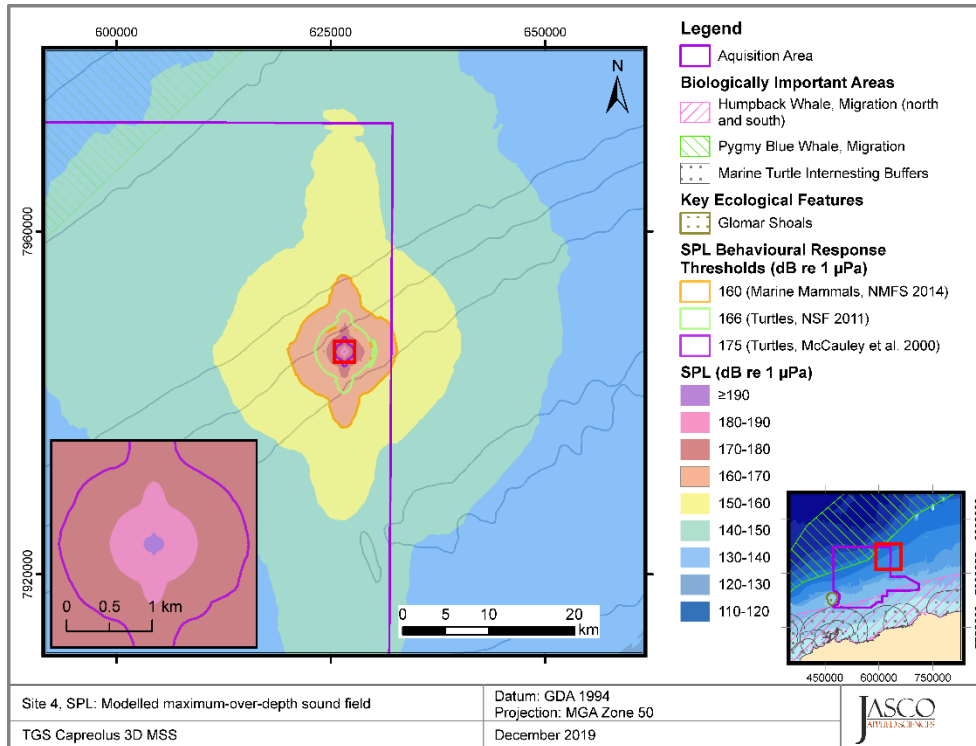 600000 625000 650000
7960000
7920000
N
0 0.5 1 km
0 10 20
km
Legend
Aquisition Area
Biologically Important Areas
Humpback Whale, Migration (north
and south)
Pygmy Blue Whale, Migration
Marine Turtle Internesting Buffers
Key Ecological Features
Glomar Shoals
SPL Behavioural Response
Thresholds (dB re 1 μPa)
160 (Marine Mammals, NMFS 2014)
166 (Turtles, NSF 2011)
175 (Turtles, McCauley et al. 2000)
SPL (dB re 1 μPa)
≥190
180-190
170-180
160-170
150-160
140-150
130-140
120-130
110-120
450000 600000 750000
Site 4, SPL: Modelled maximum-over-depth sound field
TGS Capreolus 3D MSS
Datum: GDA 1994
Projection: MGA Zone 50
December 2019
JASCO
APPLIED SCIENCES